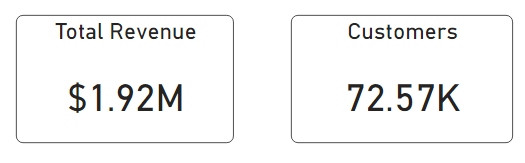 Total Revenue
$1.92M
Customers
72.57K